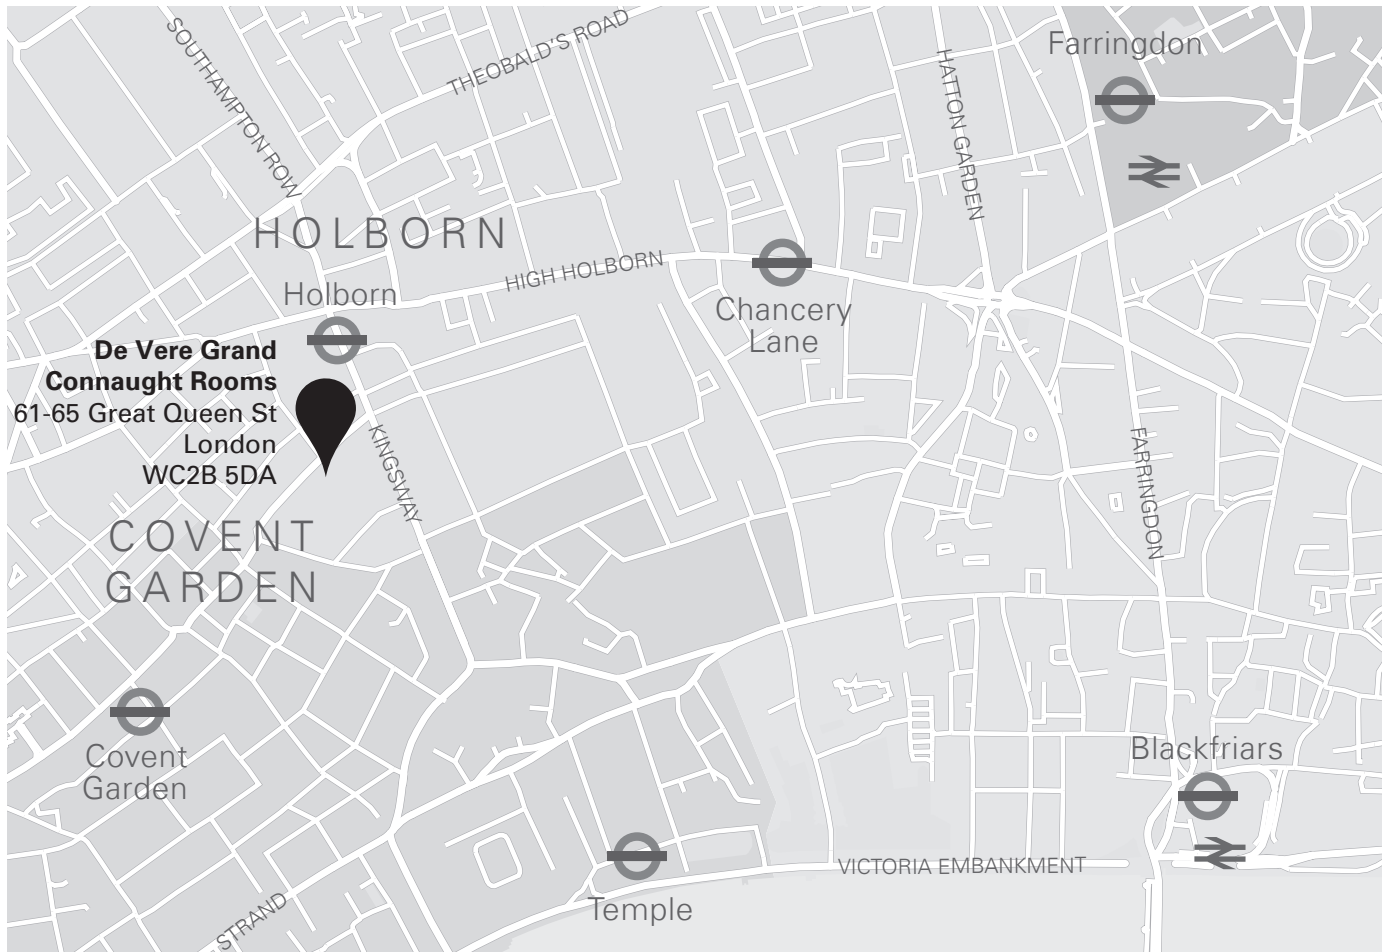 SOUTHAMPTON ROW
THEOBALD'S ROAD
HATTON GARDEN
Farringdon
HOLBORN
HIGH HOLBORN
Holborn
Chancery
Lane
De Vere Grand
Connaught Rooms
61-65 Great Queen St
London
WC2B 5DA
KINGSWAY
FARRINGDON
COVENT
GARDEN
Covent
Garden
Blackfriars
VICTORIA EMBANKMENT
Temple
STRAND